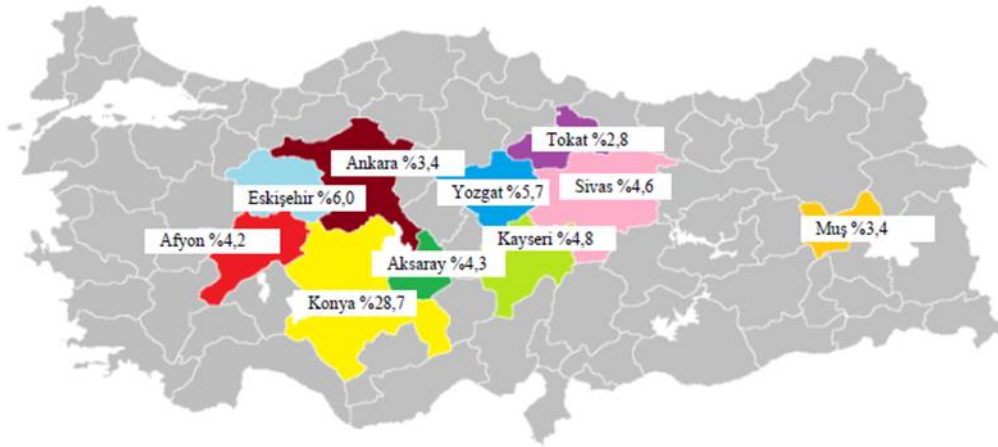 Tokat %2,8
Ankara %3,4
Yozgat %5,7
Sivas %4,6
Eskişehir %6,0
Muş %3,4
Afyon %4,2
Kayseri %4,8
Aksaray %4,3
Konya %28,7